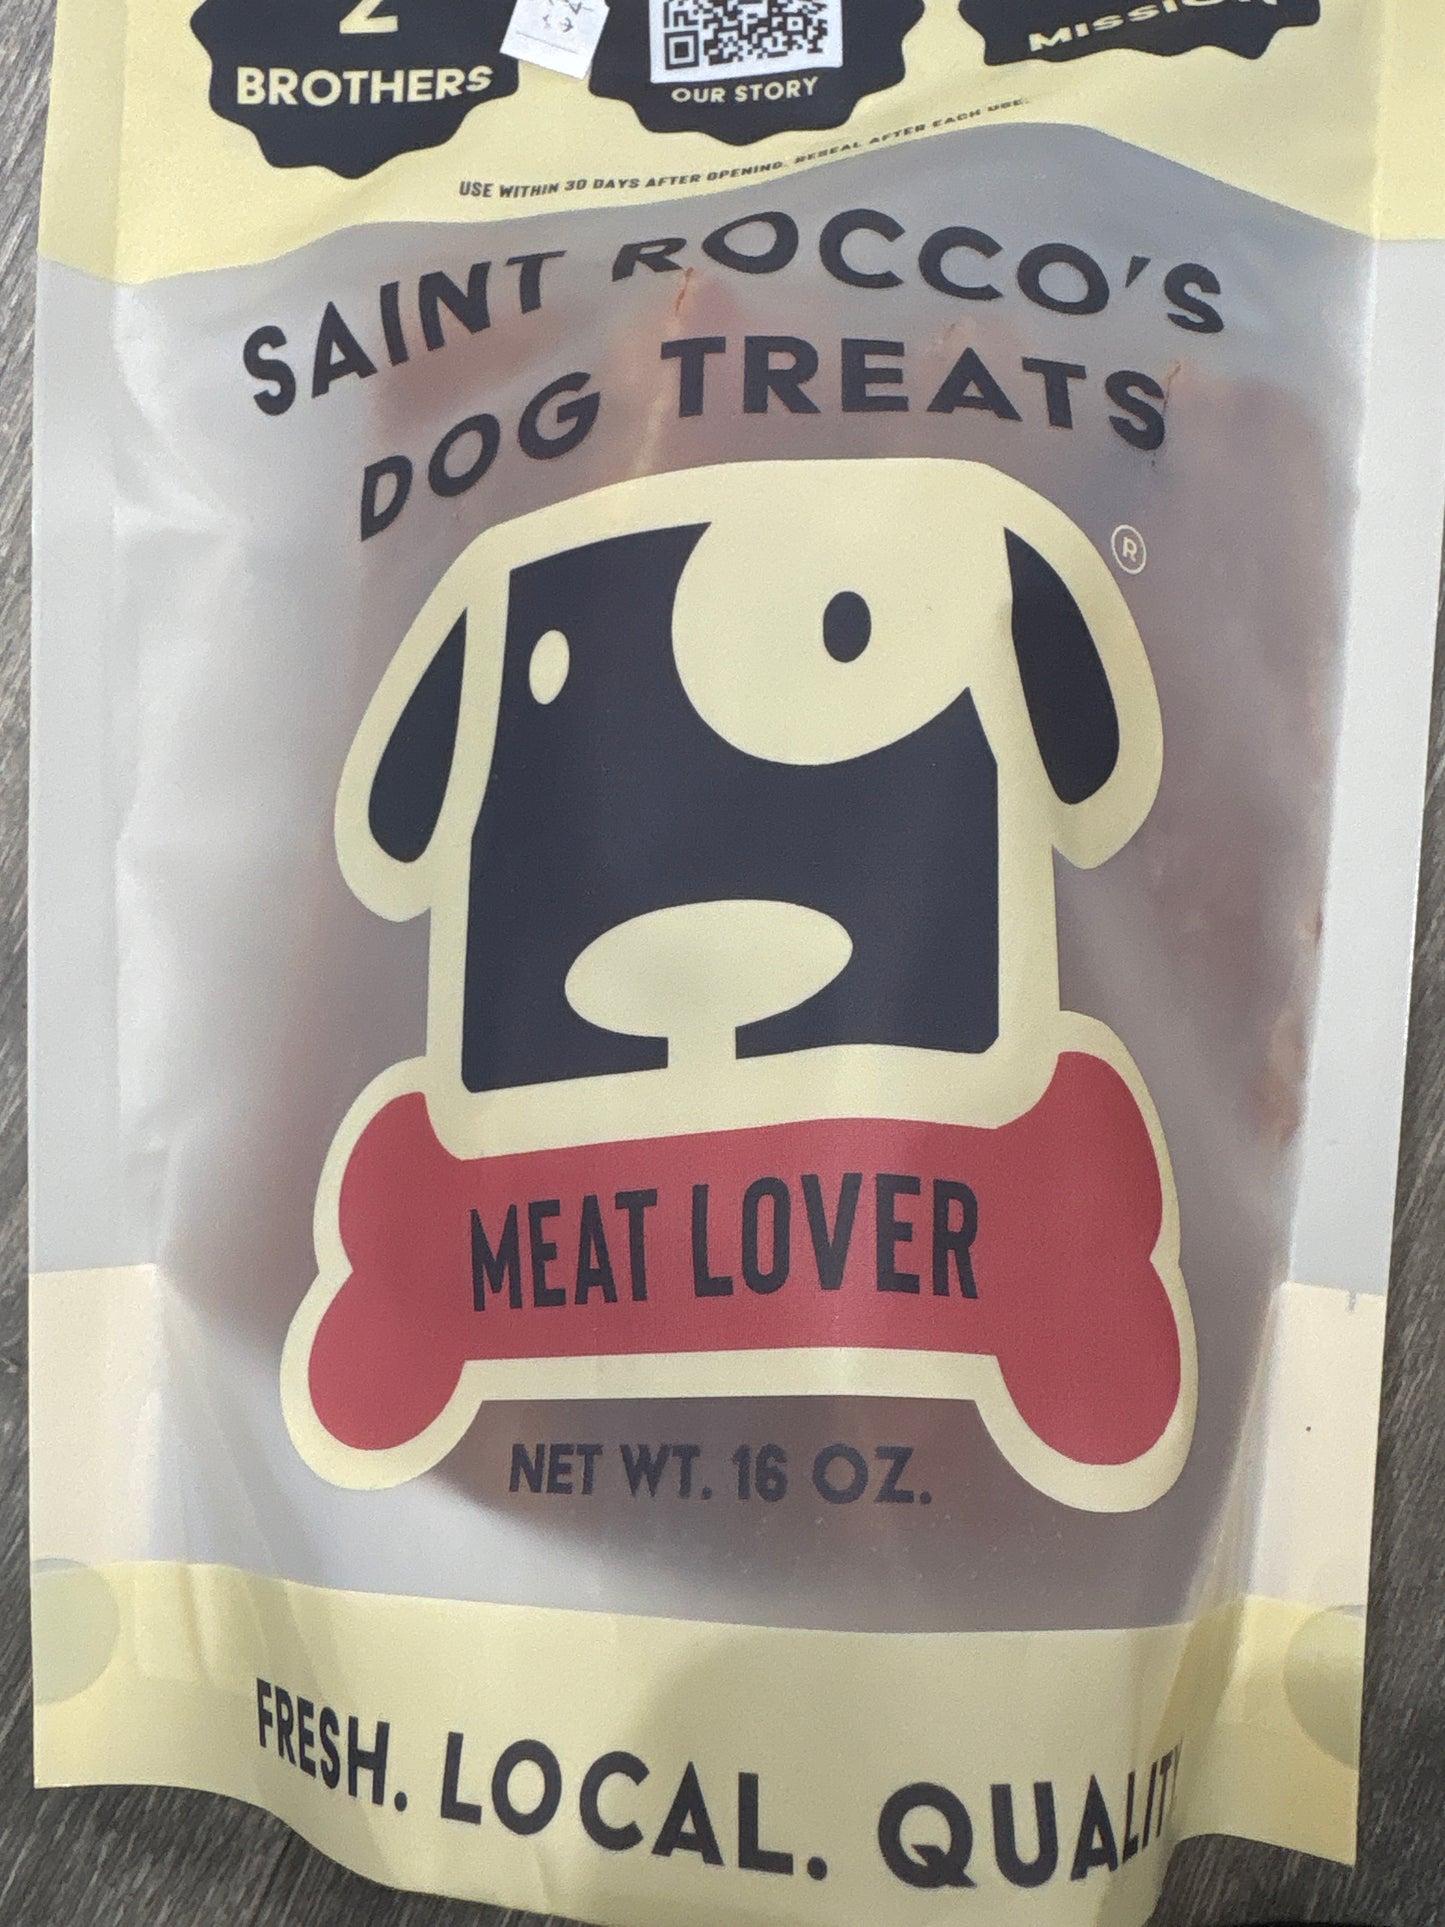 2
BROTHERS
OUR STORY
MISSION
USE WITHIN 30 DAYS AFTER OPENING. RESEAL AFTER EACH USE.
SAINT ROCCO'S
DOG TREATS
®
MEAT LOVER
NET WT. 16 OZ.
FRESH. LOCAL. QUALITY